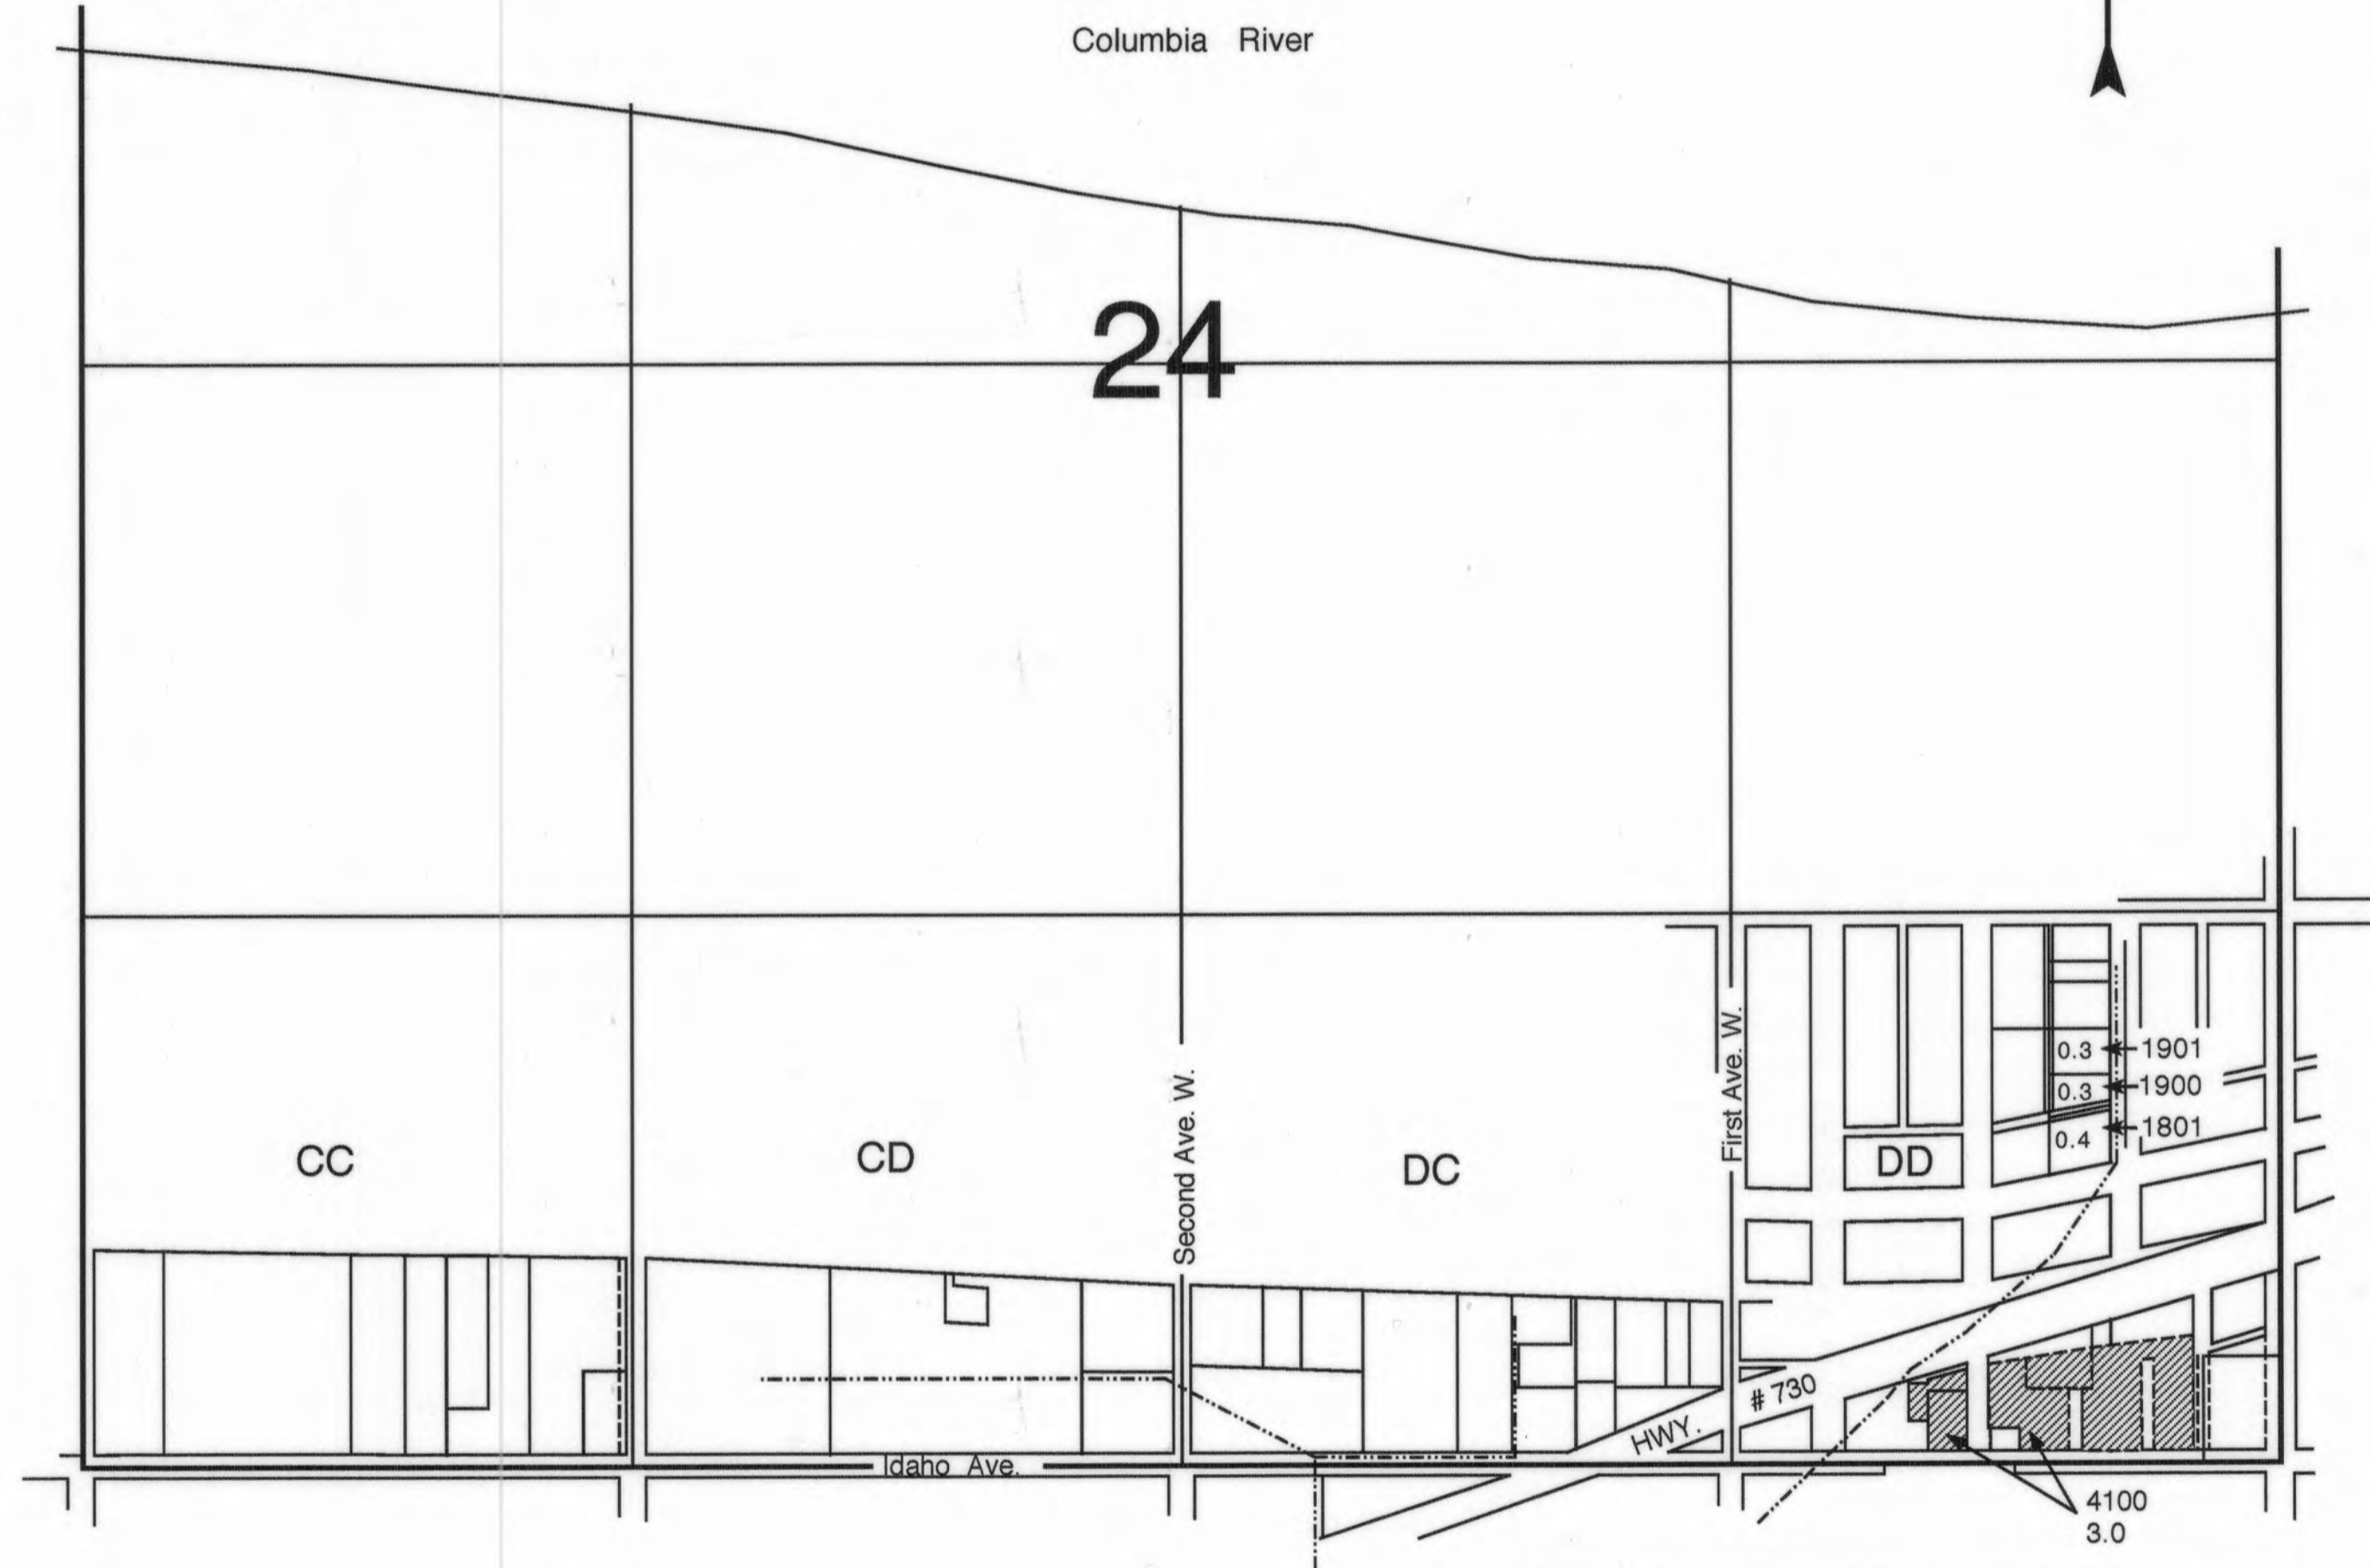 Columbia River
24
0.3 1901
0.3 1900
0.4 1801
CC
CD
Second Ave. W.
DC
First Ave. W.
DD
HWY. # 730
Idaho Ave.
4100
3.0